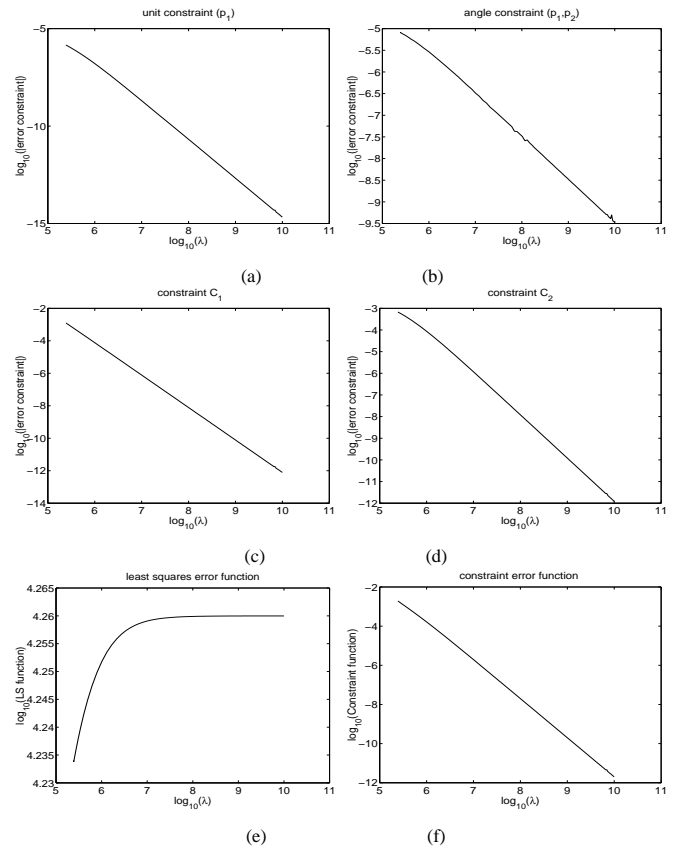 unit constraint (p1)
−5
−10
−15
5 6 7 8 9 10 11
log10(λ)
log10(|error constraint|)
(a)
angle constraint (p1,p2)
−5
−5.5
−6
−6.5
−7
−7.5
−8
−8.5
−9
−9.5
5 6 7 8 9 10 11
log10(λ)
log10(|error constraint|)
(b)
constraint C1
−2
−4
−6
−8
−10
−12
−14
5 6 7 8 9 10 11
log10(λ)
log10(|error constraint|)
(c)
constraint C2
−3
−4
−5
−6
−7
−8
−9
−10
−11
−12
5 6 7 8 9 10 11
log10(λ)
log10(|error constraint|)
(d)
least squares error function
4.265
4.26
4.255
4.25
4.245
4.24
4.235
4.23
5 6 7 8 9 10 11
log10(λ)
log10(LS function)
(e)
constraint error function
−2
−4
−6
−8
−10
−12
5 6 7 8 9 10 11
log10(λ)
log10(Constraint function)
(f)